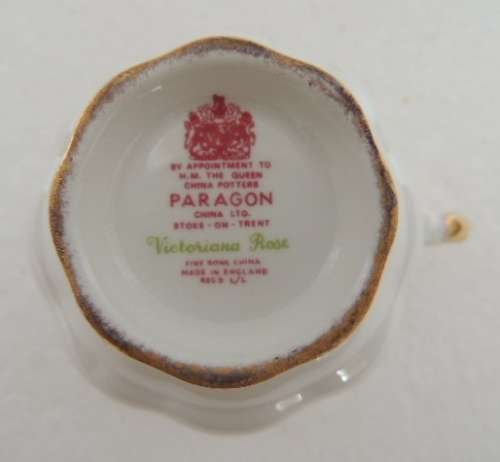 BY APPOINTMENT TO
H.M. THE QUEEN
CHINA POTTERS
PARAGON
CHINA LTD.
STOKE-ON-TRENT
Victoriana Rose
FINE BONE CHINA
MADE IN ENGLAND
REG'D